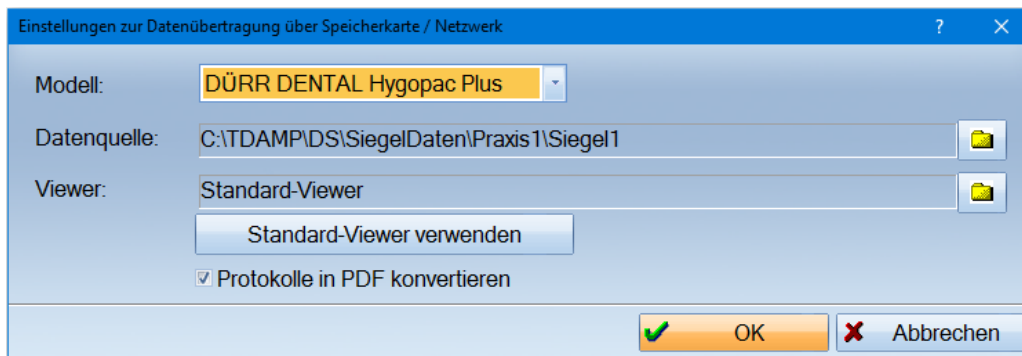 Einstellungen zur Datenübertragung über Speicherkarte / Netzwerk ?
Modell: DÜRR DENTAL Hygopac Plus
Datenquelle: C:\TDAMP\DS\SiegelDaten\Praxis1\Siegel1
Viewer: Standard-Viewer
Standard-Viewer verwenden
Protokolle in PDF konvertieren
OK Abbrechen